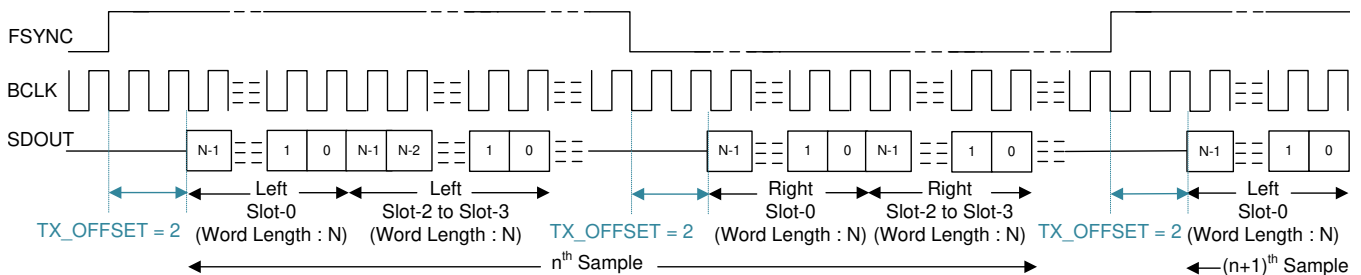 FSYNC
BCLK
SDOUT
N-1 1 0 N-1 N-2 1 0 N-1 1 0 N-1 1 0 N-1 1 0
TX_OFFSET = 2
Left
Slot-0
(Word Length : N)
Left
Slot-2 to Slot-3
(Word Length : N)
TX_OFFSET = 2
Right
Slot-0
(Word Length : N)
Right
Slot-2 to Slot-3
(Word Length : N)
TX_OFFSET = 2
Left
Slot-0
(Word Length : N)
nth Sample
(n+1)th Sample